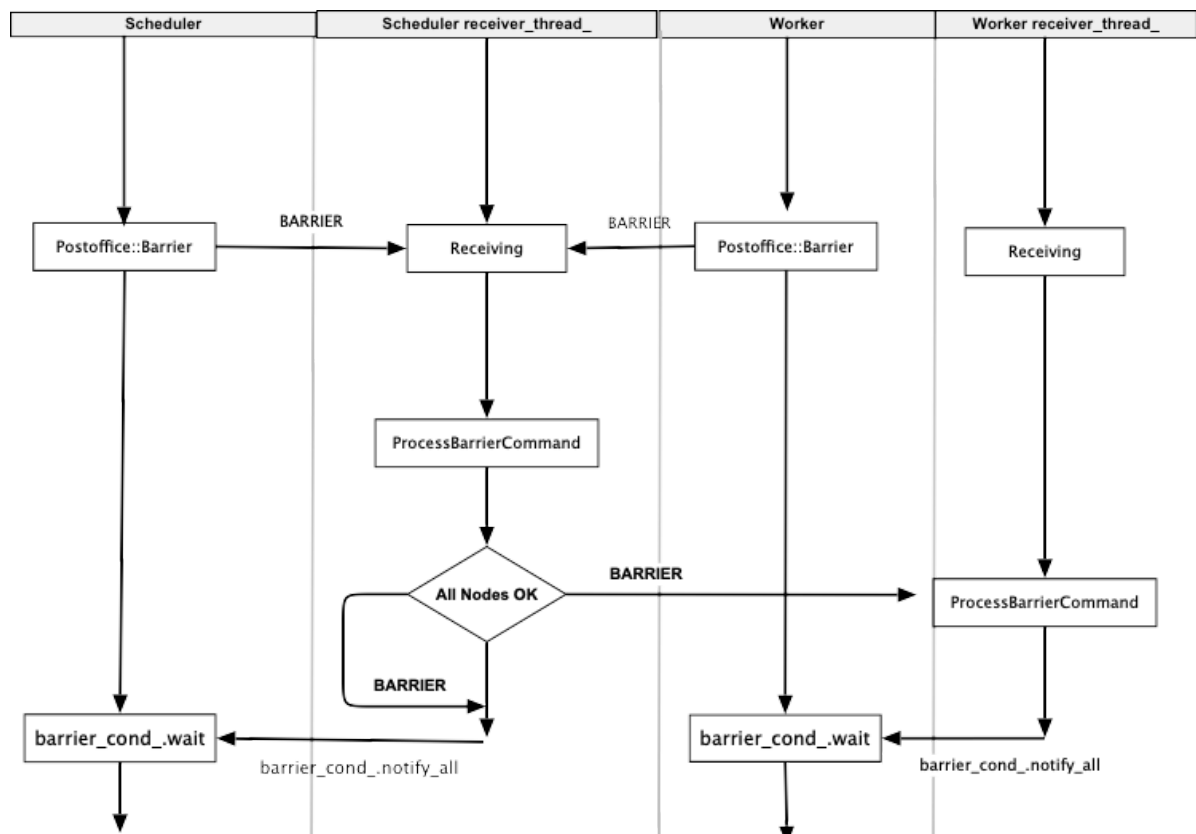 Scheduler
Scheduler receiver_thread_
Worker
Worker receiver_thread_
BARRIER
BARRIER
Postoffice::Barrier
Receiving
Postoffice::Barrier
Receiving
ProcessBarrierCommand
BARRIER
All Nodes OK
ProcessBarrierCommand
BARRIER
barrier_cond_.wait
barrier_cond_.wait
barrier_cond_.notify_all
barrier_cond_.notify_all